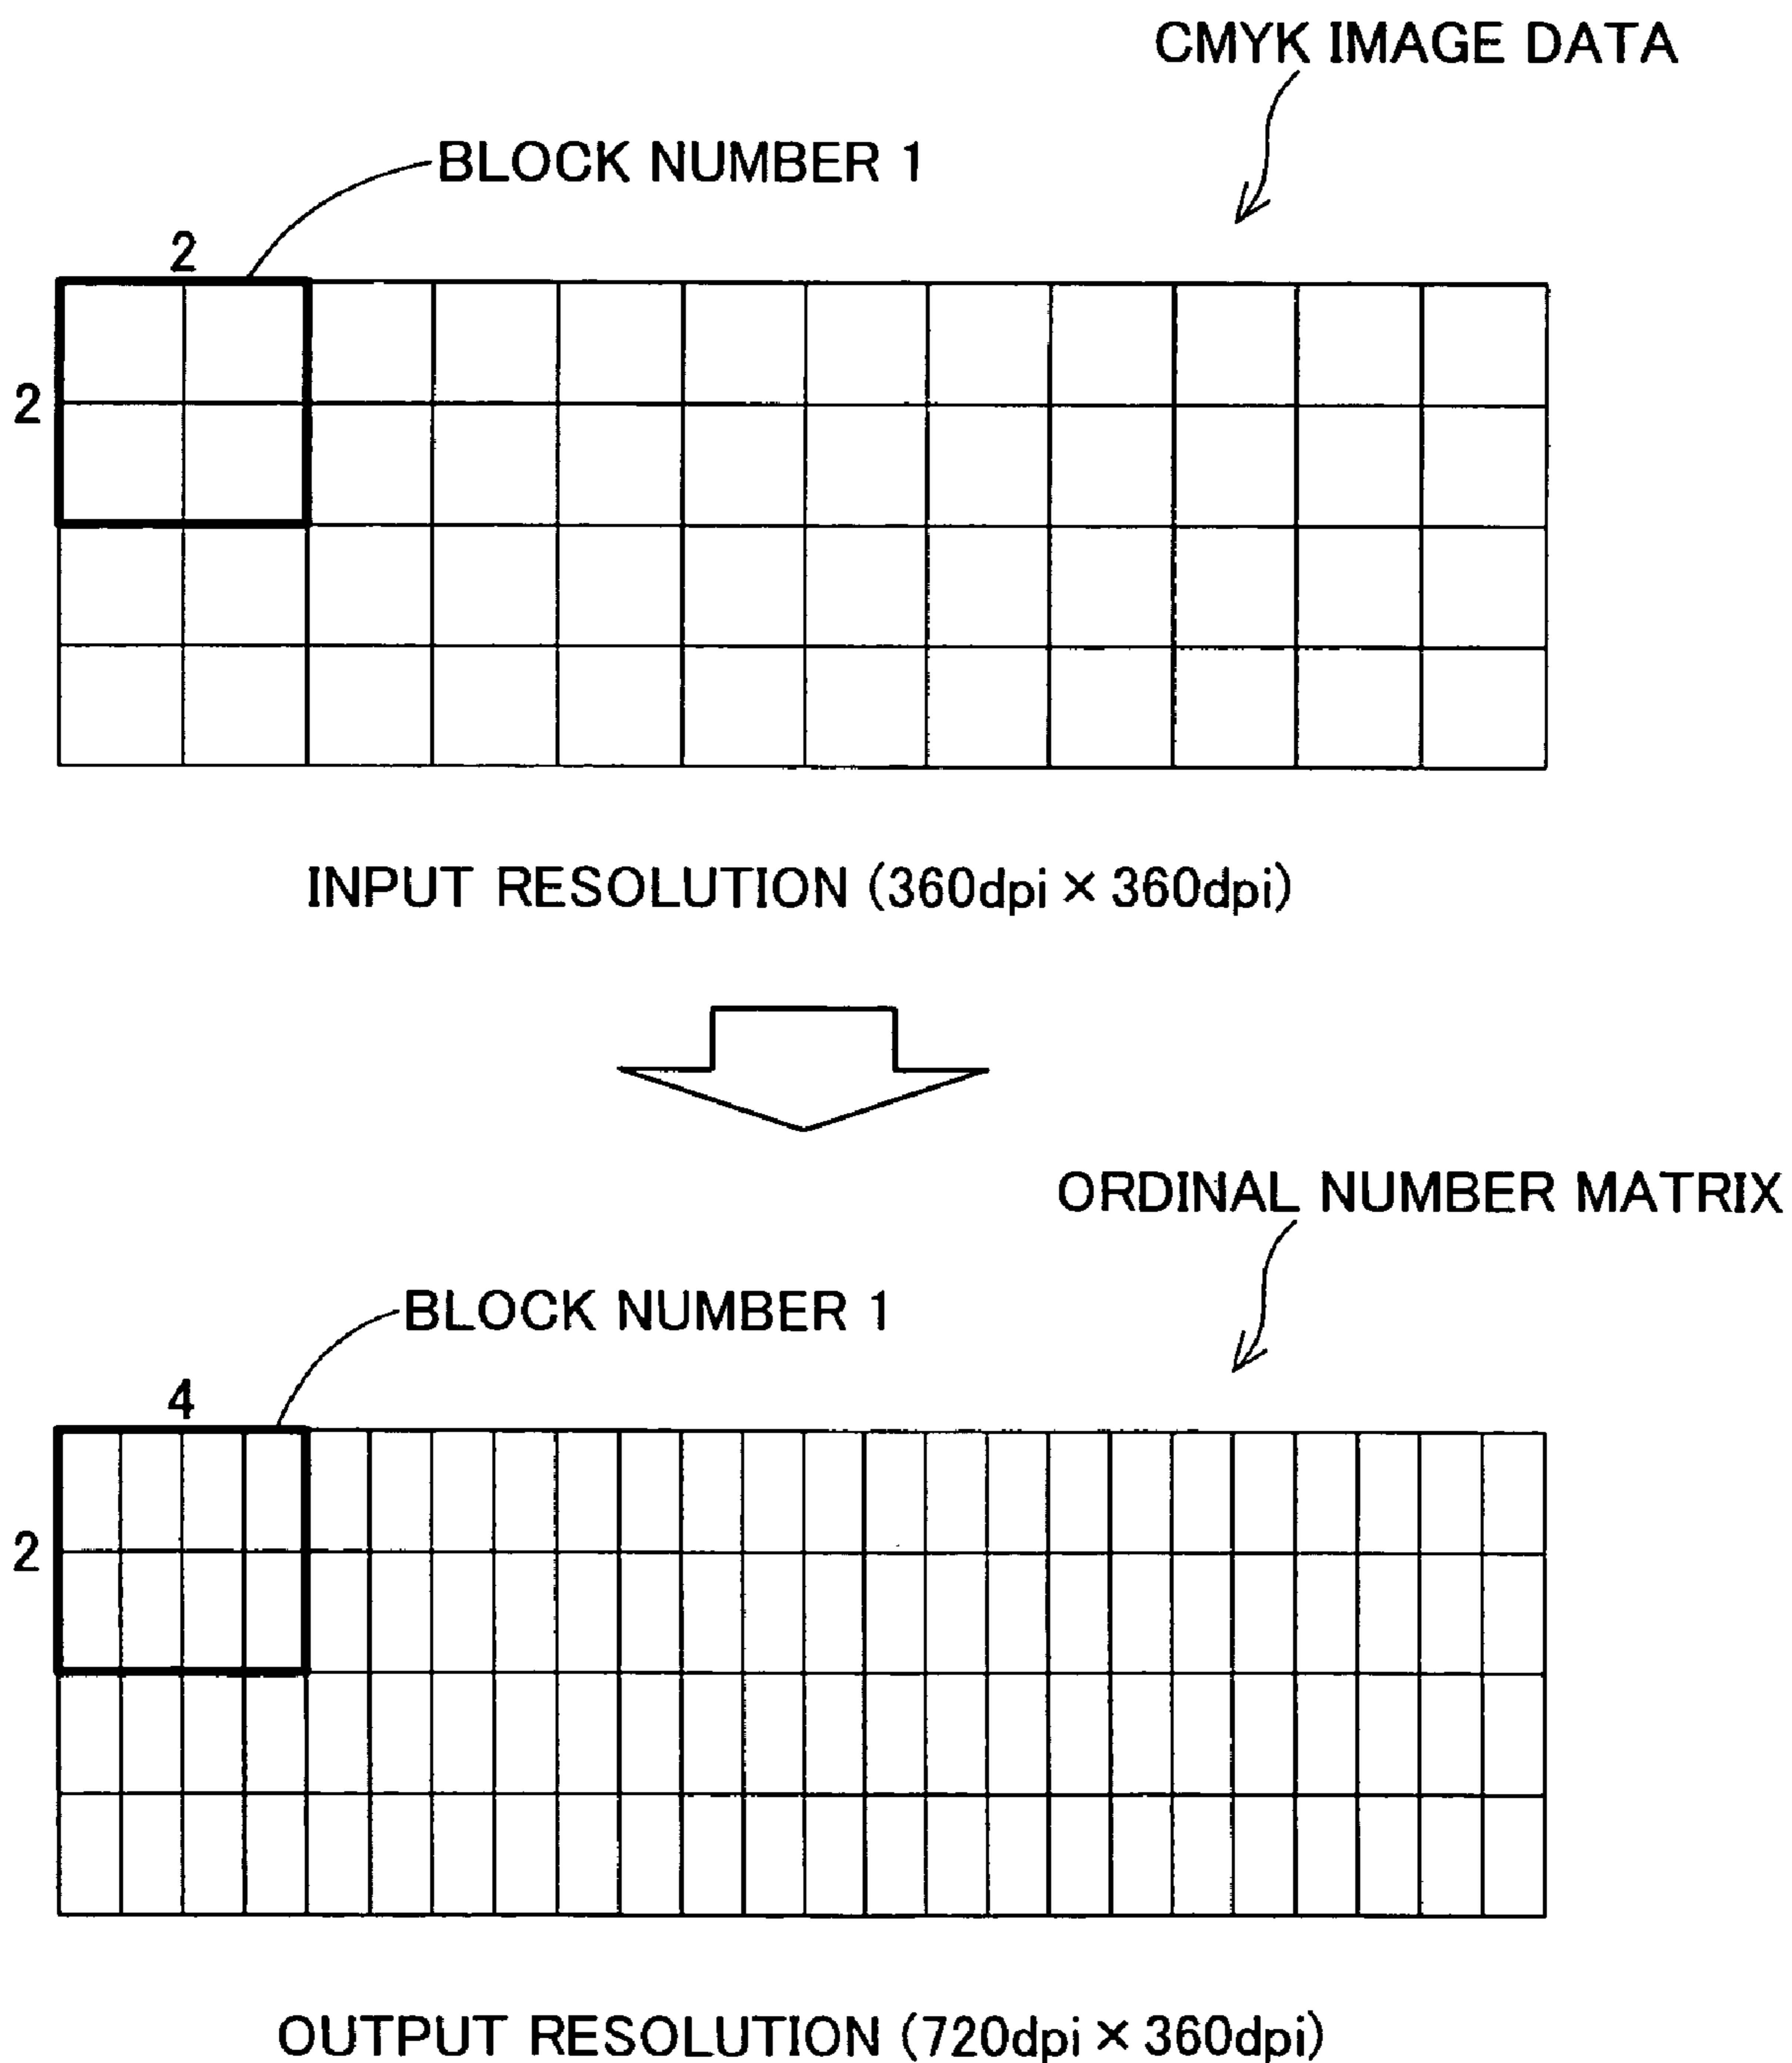 CMYK IMAGE DATA
BLOCK NUMBER 1
2
2
INPUT RESOLUTION (360dpi × 360dpi)
ORDINAL NUMBER MATRIX
BLOCK NUMBER 1
4
2
OUTPUT RESOLUTION (720dpi × 360dpi)